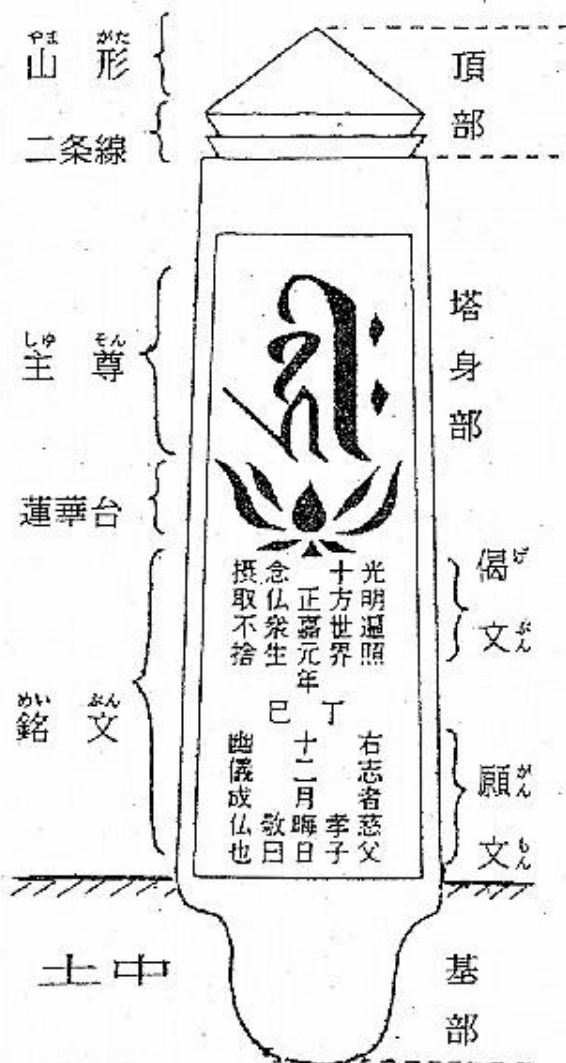 やま がた
山形
二条線
頂部
しゅ そん
主尊
塔身部
蓮華台
めい ぶん
銘文
げ ぶん
偈文
がん もん
願文
光明遍照
十方世界
正嘉元年
念仏衆生
摂取不捨
丁巳
右志者慈父
孝子
十二月晦日
敬曰
幽儀成仏也
土中
基部